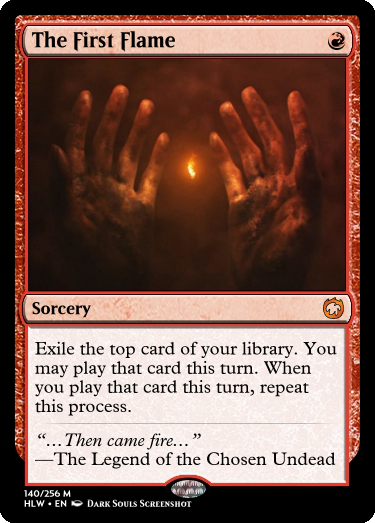 The First Flame
Sorcery
Exile the top card of your library. You
may play that card this turn. When
you play that card this turn, repeat
this process.
“…Then came fire…”
—The Legend of the Chosen Undead
140/256 M
HLW • EN Dark Souls Screenshot